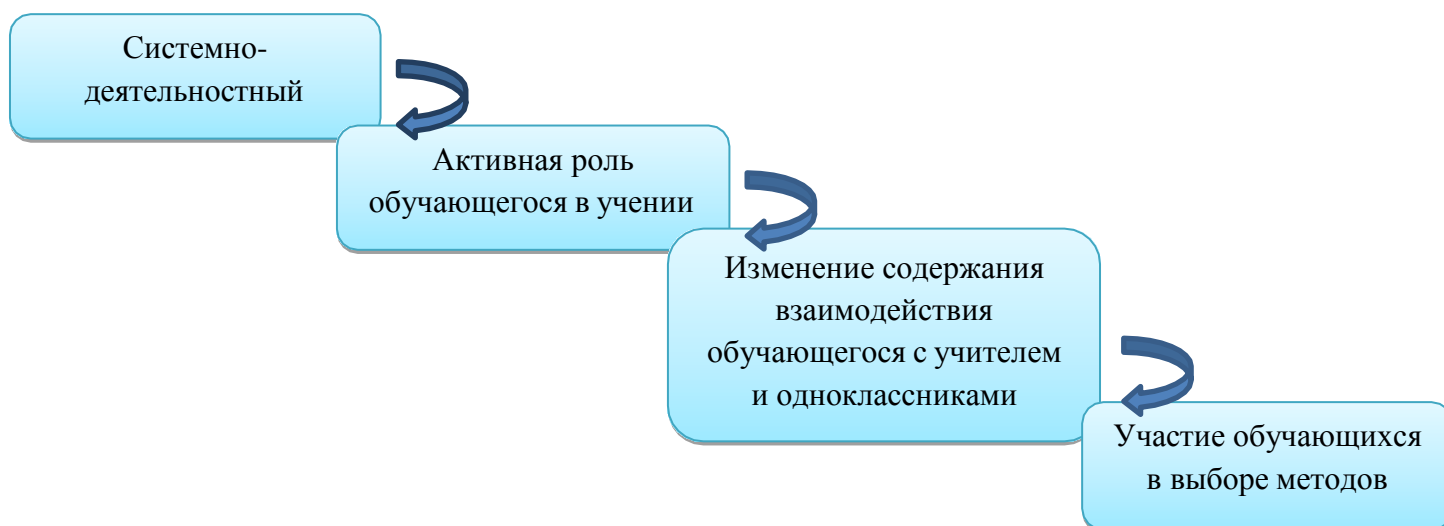 Системно-
деятельностный
Активная роль
обучающегося в учении
Изменение содержания
взаимодействия
обучающегося с учителем
и одноклассниками
Участие обучающихся
в выборе методов